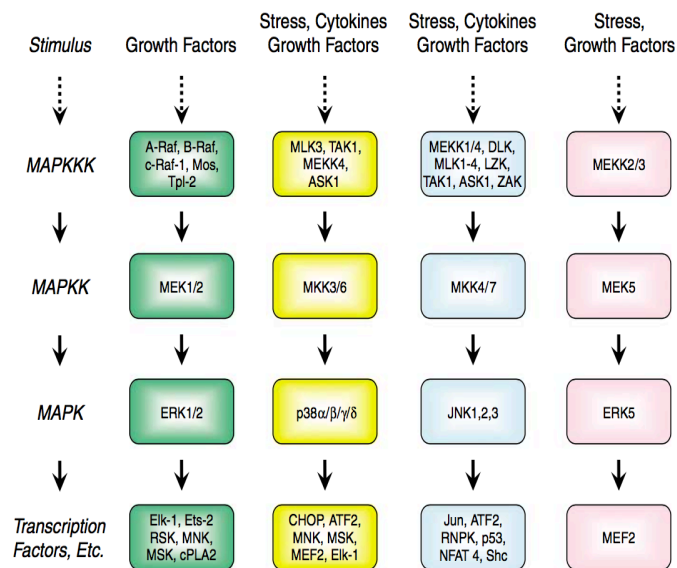 Stimulus
Growth Factors
Stress, Cytokines
Growth Factors
Stress, Cytokines
Growth Factors
Stress,
Growth Factors
MAPKKK
A-Raf, B-Raf,
c-Raf-1, Mos,
Tpl-2
MLK3, TAK1,
MEKK4,
ASK1
MEKK1/4, DLK,
MLK1-4, LZK,
TAK1, ASK1, ZAK
MEKK2/3
MAPKK
MEK1/2
MKK3/6
MKK4/7
MEK5
MAPK
ERK1/2
p38α/β/γ/δ
JNK1,2,3
ERK5
Transcription
Factors, Etc.
Elk-1, Ets-2
RSK, MNK,
MSK, cPLA2
CHOP, ATF2,
MNK, MSK,
MEF2, Elk-1
Jun, ATF2,
RNPK, p53,
NFAT 4, Shc
MEF2